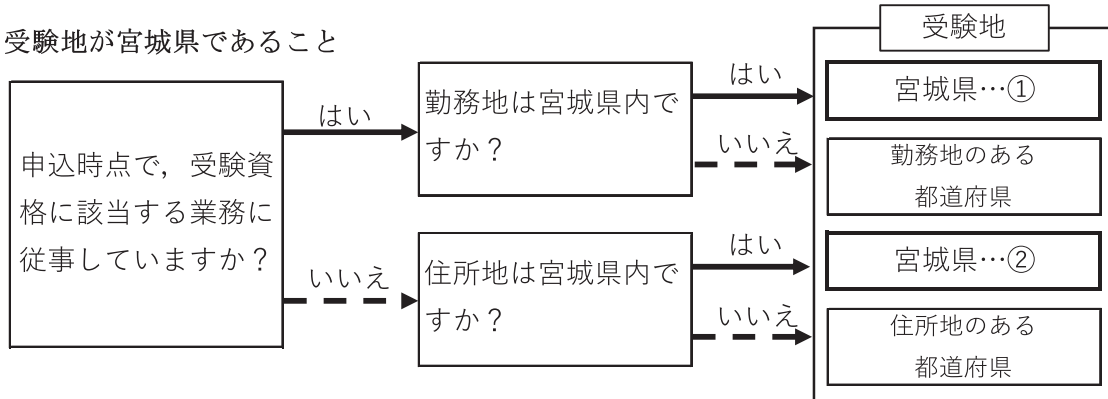 受験地が宮城県であること
受験地
申込時点で，受験資
格に該当する業務に
従事していますか？
はい
いいえ
勤務地は宮城県内で
すか？
はい
いいえ
宮城県…①
勤務地のある
都道府県
住所地は宮城県内で
すか？
はい
いいえ
宮城県…②
住所地のある
都道府県